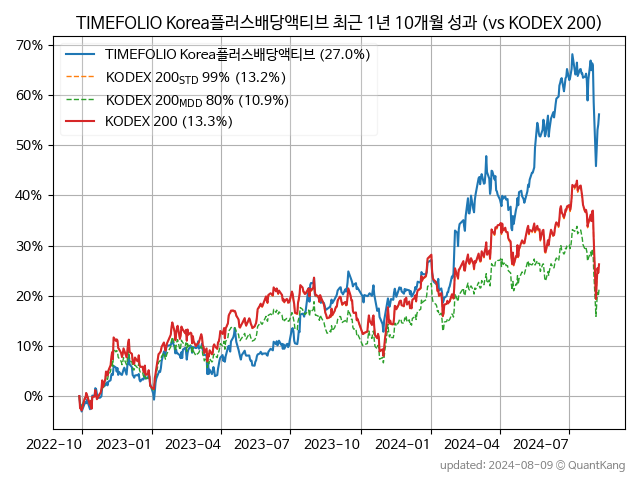 TIMEFOLIO Korea플러스배당액티브 최근 1년 10개월 성과 (vs KODEX 200)
TIMEFOLIO Korea플러스배당액티브 (27.0%)
KODEX 200STD 99% (13.2%)
KODEX 200MDD 80% (10.9%)
KODEX 200 (13.3%)
70%
60%
50%
40%
30%
20%
10%
0%
2022-10 2023-01 2023-04 2023-07 2023-10 2024-01 2024-04 2024-07
updated: 2024-08-09 © QuantKang